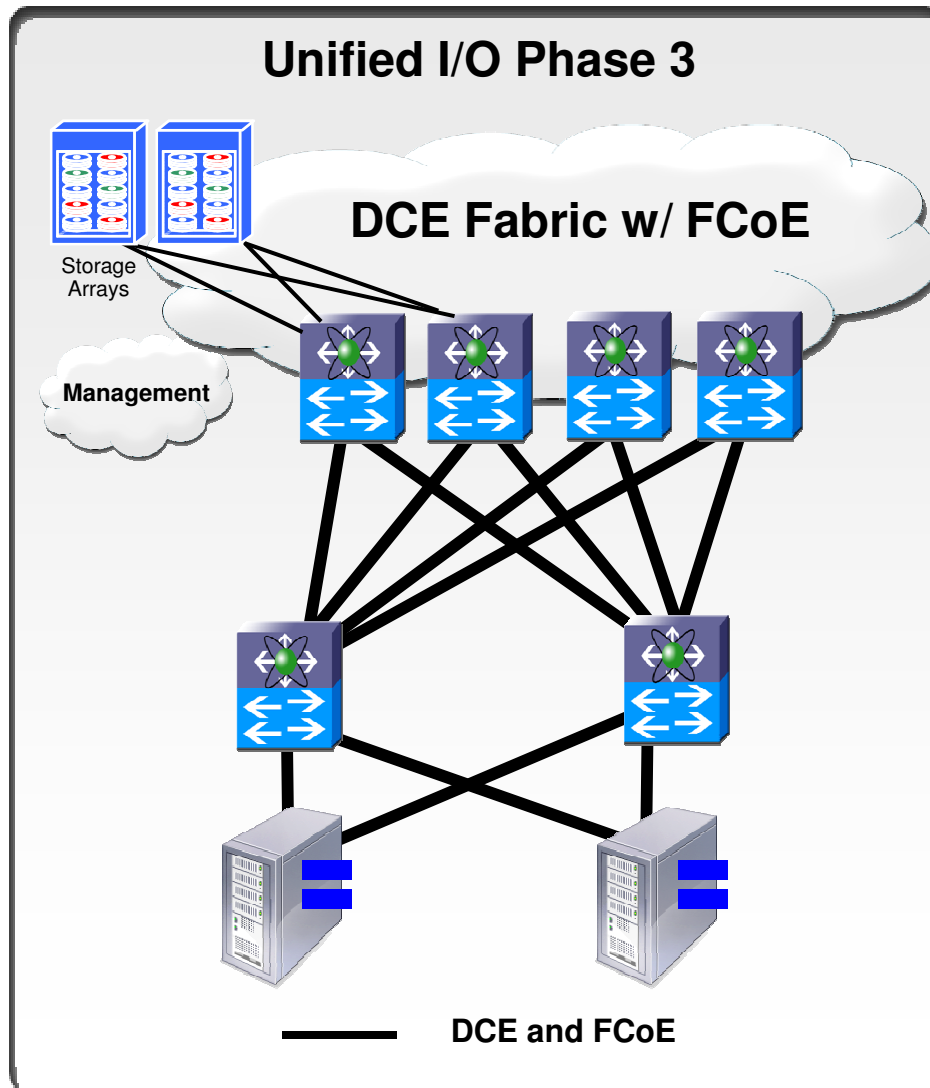 Unified I/O Phase 3
DCE Fabric w/ FCoE
Storage
Arrays
Management
DCE and FCoE